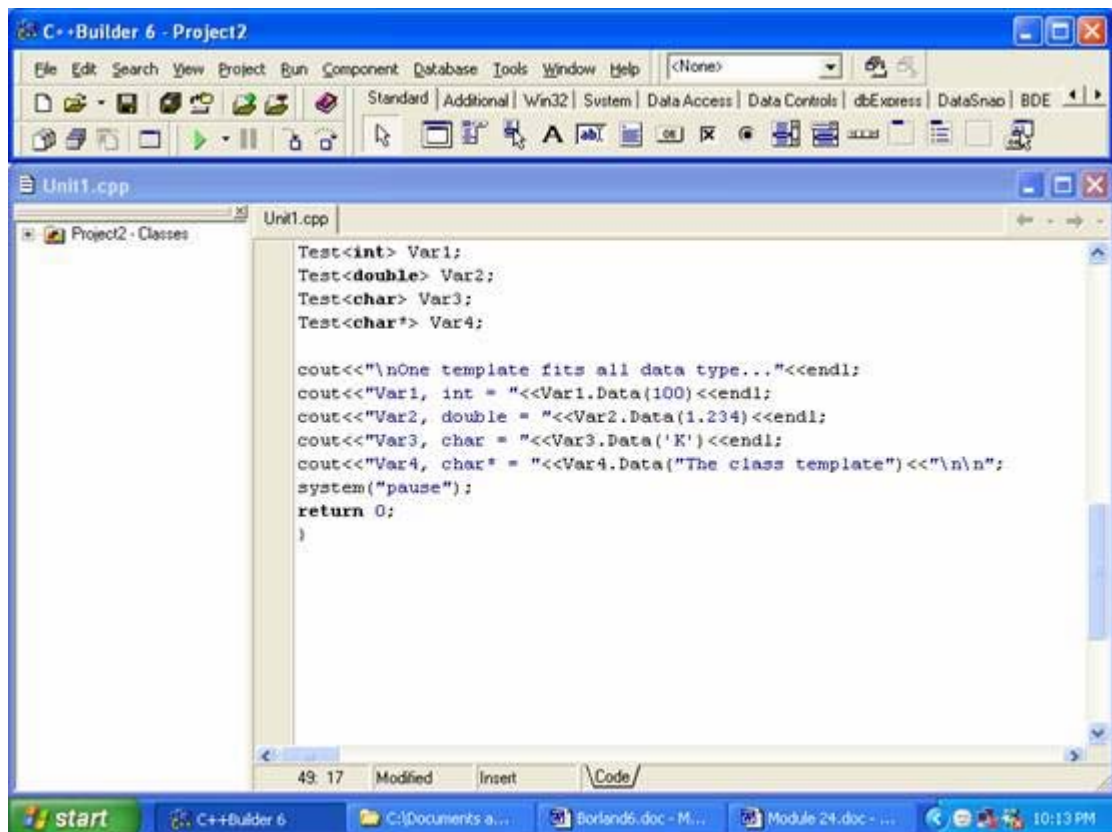 C++Builder 6 - Project2
File Edit Search View Project Run Component Database Tools Window Help <None>
Standard Additional Win32 System Data Access Data Controls dbExpress DataSnap BDE
Unit1.cpp
Project2 - Classes
Unit1.cpp
Test<int> Var1;
Test<double> Var2;
Test<char> Var3;
Test<char*> Var4;
cout<<"\nOne template fits all data type..."<<endl;
cout<<"Var1, int = "<<Var1.Data(100)<<endl;
cout<<"Var2, double = "<<Var2.Data(1.234)<<endl;
cout<<"Var3, char = "<<Var3.Data('K')<<endl;
cout<<"Var4, char* = "<<Var4.Data("The class template")<<"\n\n";
system("pause");
return 0;
}
49: 17 Modified Insert \Code/
start C++Builder 6 C:\Documents a... Borland6.doc - M... Module 24.doc - ... 10:13 PM